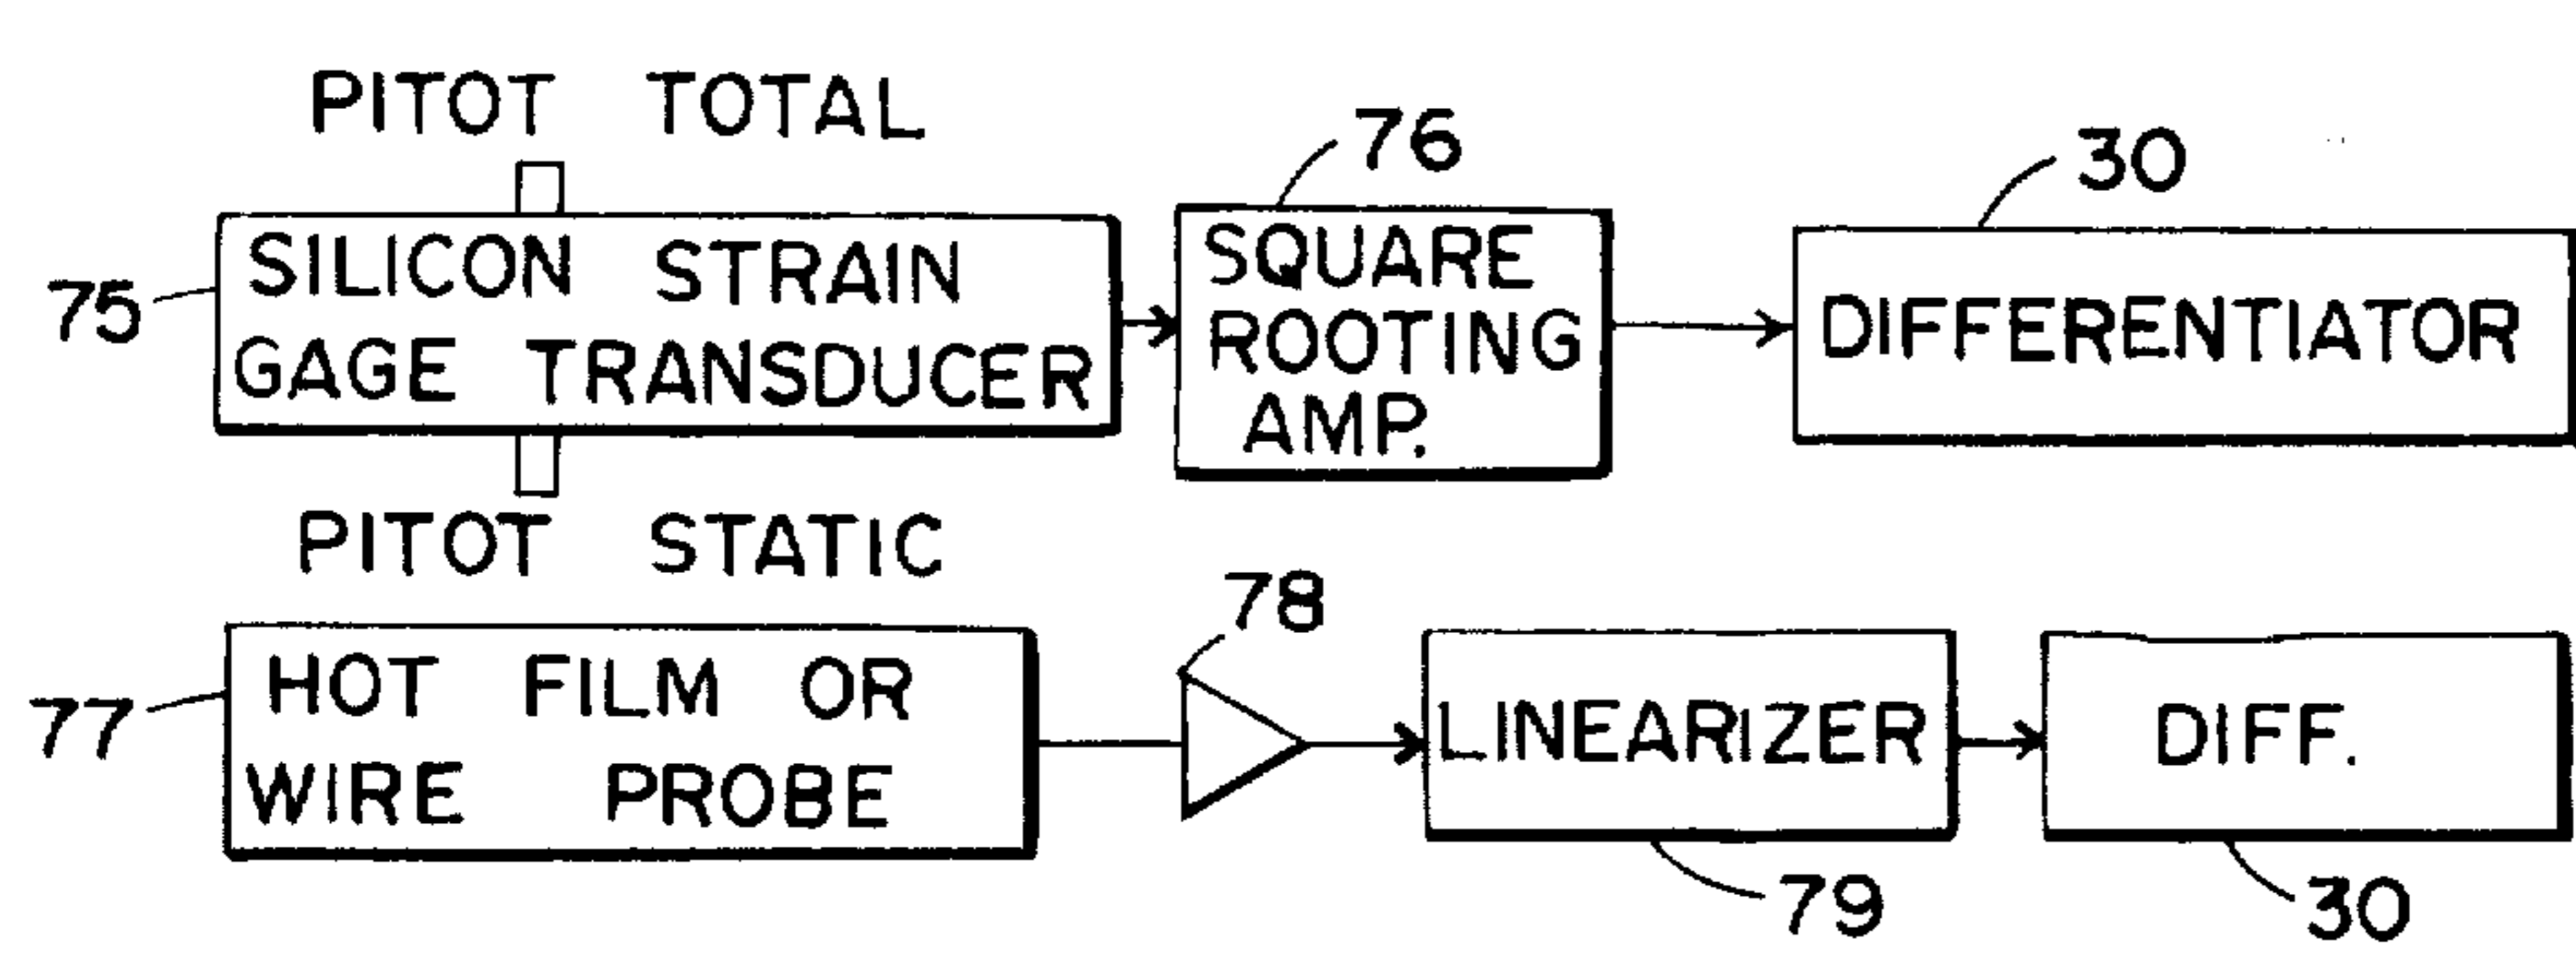 PITOT TOTAL
75
SILICON STRAIN
GAGE TRANSDUCER
PITOT STATIC
76
SQUARE
ROOTING
AMP.
30
DIFFERENTIATOR
77
HOT FILM OR
WIRE PROBE
78
LINEARIZER
79
DIFF.
30